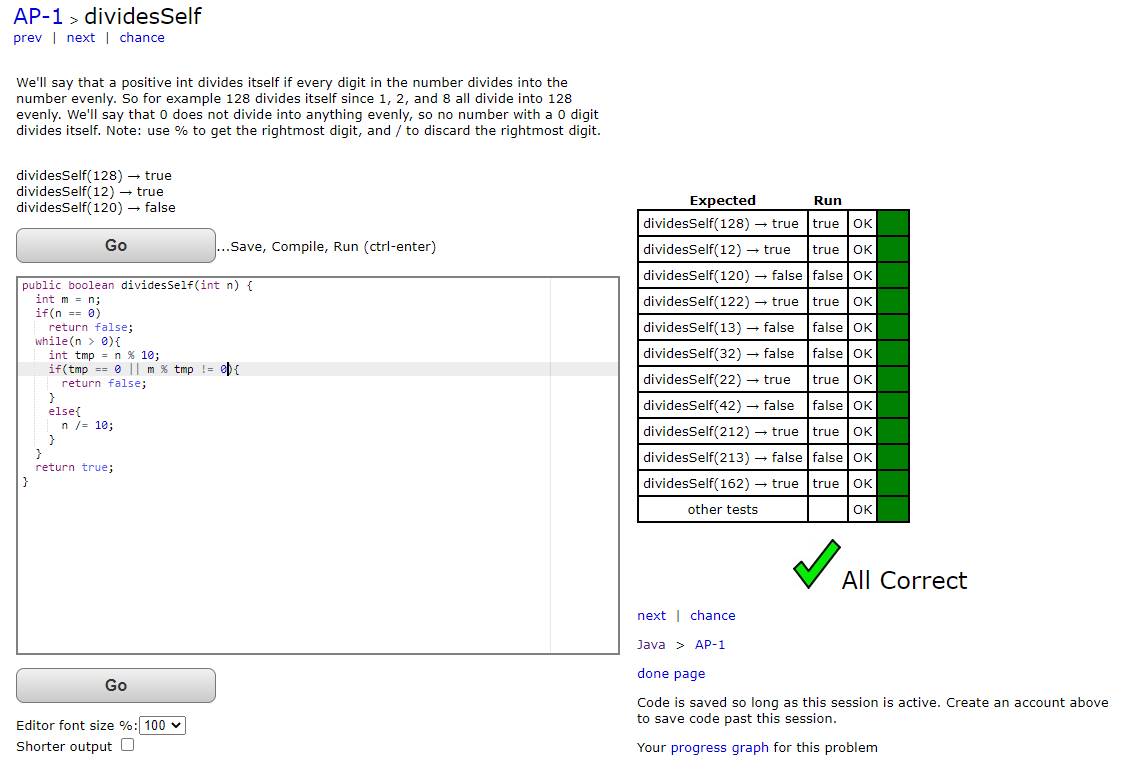 AP-1 > dividesSelf
prev | next | chance
We'll say that a positive int divides itself if every digit in the number divides into the
number evenly. So for example 128 divides itself since 1, 2, and 8 all divide into 128
evenly. We'll say that 0 does not divide into anything evenly, so no number with a 0 digit
divides itself. Note: use % to get the rightmost digit, and / to discard the rightmost digit.
dividesSelf(128) → true
dividesSelf(12) → true
dividesSelf(120) → false
Go
...Save, Compile, Run (ctrl-enter)
public boolean dividesSelf(int n) {
  int m = n;
  if(n == 0)
    return false;
  while(n > 0){
    int tmp = n % 10;
    if(tmp == 0 || m % tmp != 0){
      return false;
    }
    else{
      n /= 10;
    }
  }
  return true;
}
Go
Editor font size %: 100
Shorter output
Expected Run
dividesSelf(128) → true true OK
dividesSelf(12) → true true OK
dividesSelf(120) → false false OK
dividesSelf(122) → true true OK
dividesSelf(13) → false false OK
dividesSelf(32) → false false OK
dividesSelf(22) → true true OK
dividesSelf(42) → false false OK
dividesSelf(212) → true true OK
dividesSelf(213) → false false OK
dividesSelf(162) → true true OK
other tests OK
All Correct
next | chance
Java > AP-1
done page
Code is saved so long as this session is active. Create an account above
to save code past this session.
Your progress graph for this problem